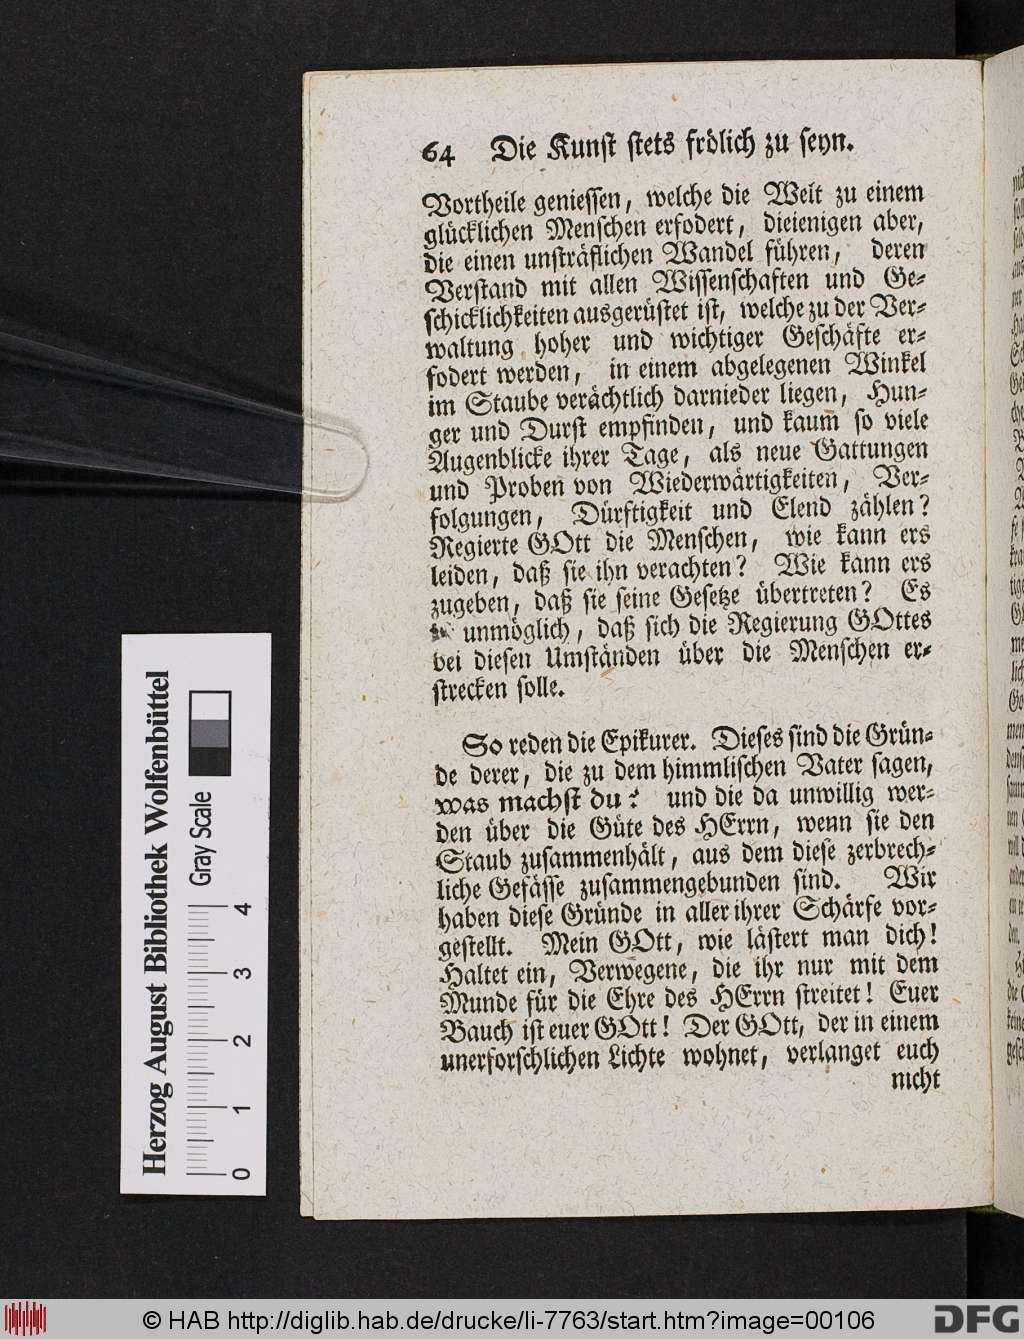 64 Die Kunst stets frölich zu seyn.
Vortheile geniessen, welche die Welt zu einem
glücklichen Menschen erfodert, dieienigen aber,
die einen unsträflichen Wandel führen, deren
Verstand mit allen Wissenschaften und Ge-
schicklichkeiten ausgerüstet ist, welche zu der Ver-
waltung hoher und wichtiger Geschäfte er-
fodert werden, in einem abgelegenen Winkel
im Staube verächtlich darnieder liegen, Hun-
ger und Durst empfinden, und kaum so viele
Augenblicke ihrer Tage, als neue Gattungen
und Proben von Wiederwärtigkeiten, Ver-
folgungen, Dürftigkeit und Elend zählen?
Regierte GOtt die Menschen, wie kann ers
leiden, daß sie ihn verachten? Wie kann ers
zugeben, daß sie seine Gesetze übertreten? Es
unmöglich, daß sich die Regierung GOttes
bei diesen Umständen über die Menschen er-
strecken solle.
So reden die Epikurer. Dieses sind die Grün-
de derer, die zu dem himmlischen Vater sagen,
was machst du? und die da unwillig wer-
den über die Güte des HErrn, wenn sie den
Staub zusammenhält, aus dem diese zerbrech-
liche Gefässe zusammengebunden sind. Wir
haben diese Gründe in aller ihrer Schärfe vor-
gestellt. Mein GOtt, wie lästert man dich!
Haltet ein, Verwegene, die ihr nur mit dem
Munde für die Ehre des HErrn streitet! Euer
Bauch ist euer GOtt! Der GOtt, der in einem
unerforschlichen Lichte wohnet, verlanget euch
nicht
Herzog August Bibliothek Wolfenbüttel
Gray Scale
0 1 2 3 4
© HAB http://diglib.hab.de/drucke/li-7763/start.htm?image=00106
DFG